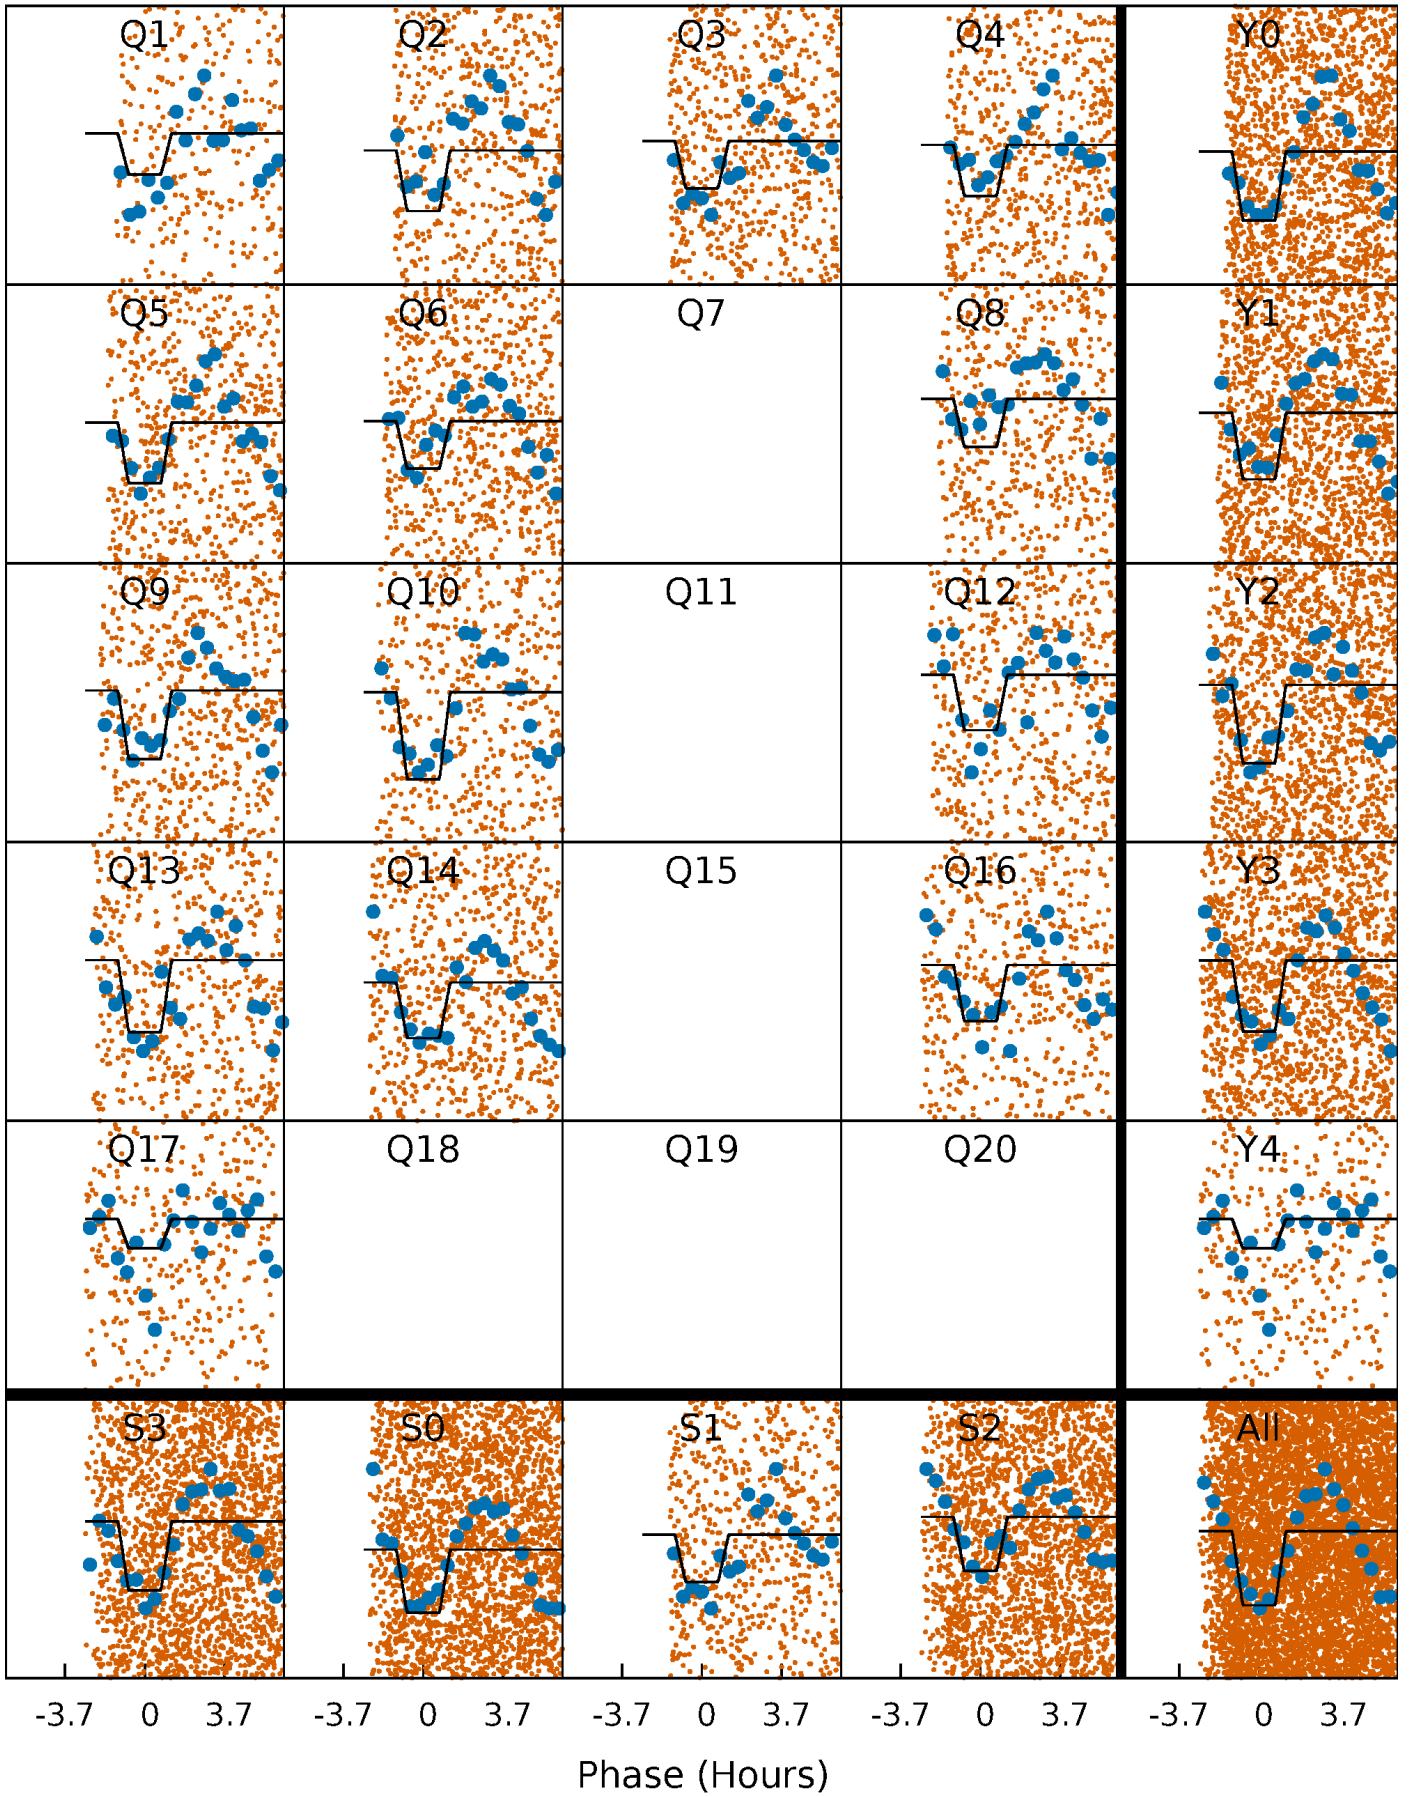 Q1 Q2 Q3 Q4 Y0
Q5 Q6 Q7 Q8 Y1
Q9 Q10 Q11 Q12 Y2
Q13 Q14 Q15 Q16 Y3
Q17 Q18 Q19 Q20 Y4
S3 S0 S1 S2 All
-3.7 0 3.7 -3.7 0 3.7 -3.7 0 3.7 -3.7 0 3.7 -3.7 0 3.7
Phase (Hours)